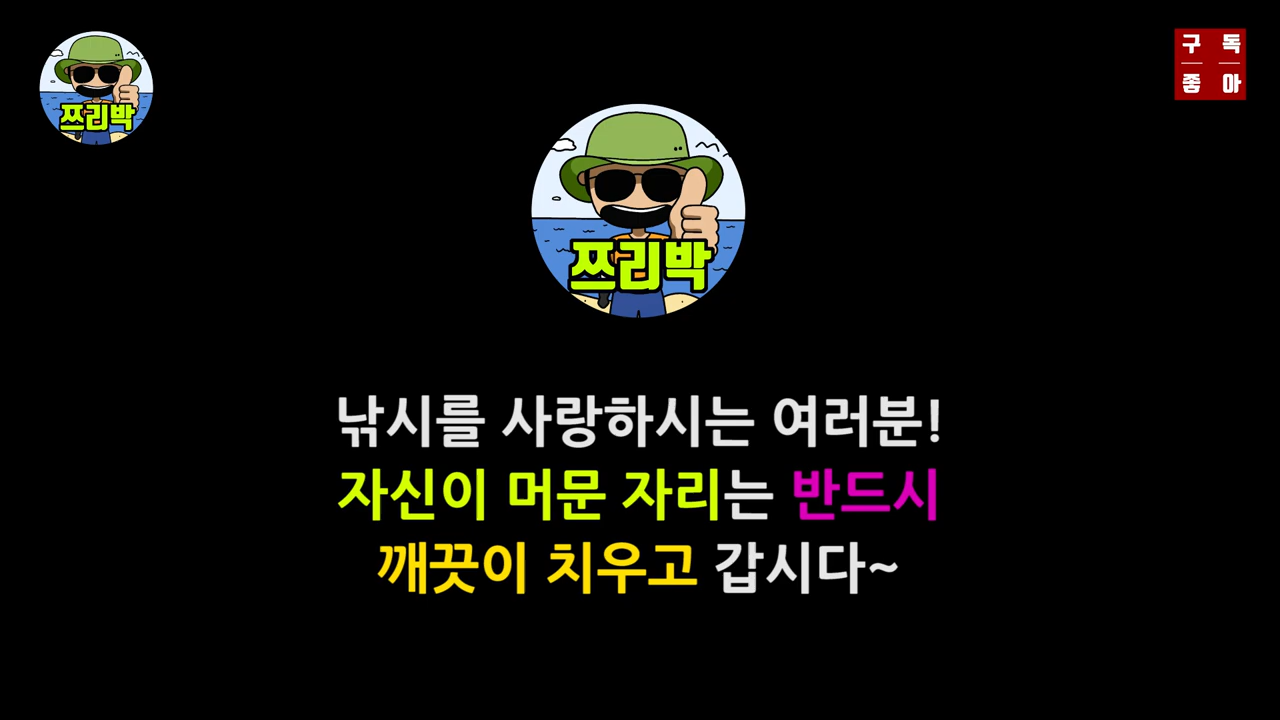 쯔리박
구독
좋아
쯔리박
낚시를 사랑하시는 여러분!
자신이 머문 자리는 반드시
깨끗이 치우고 갑시다~